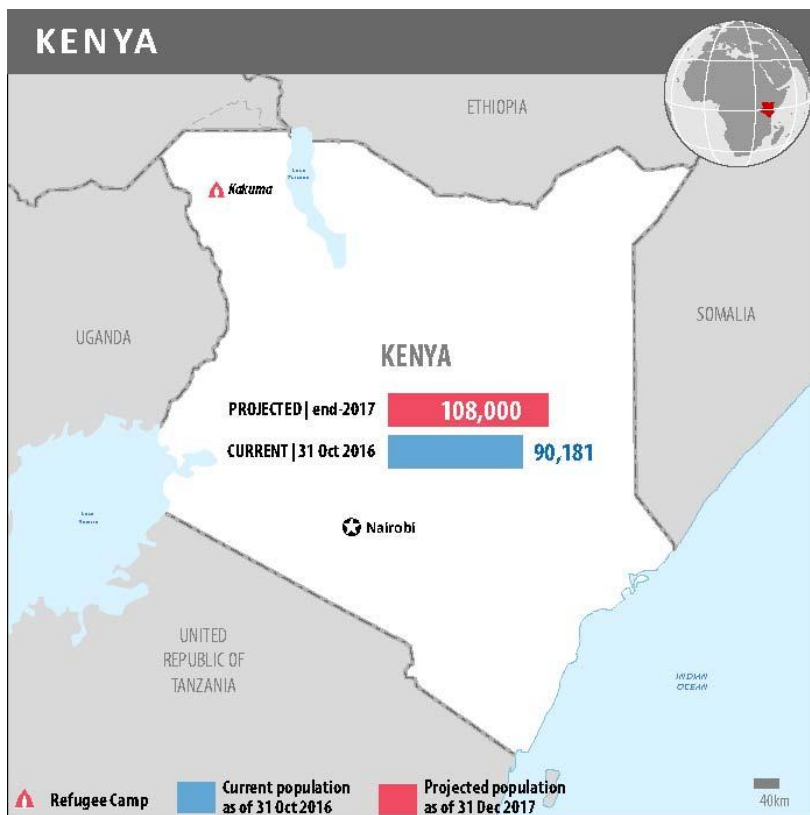 KENYA
ETHIOPIA
Kakuma
UGANDA
SOMALIA
KENYA
PROJECTED | end-2017
108,000
CURRENT | 31 Oct 2016
90,181
Nairobi
UNITED
REPUBLIC OF
TANZANIA
INDIAN
OCEAN
Refugee Camp
Current population
as of 31 Oct 2016
Projected population
as of 31 Dec 2017
40km